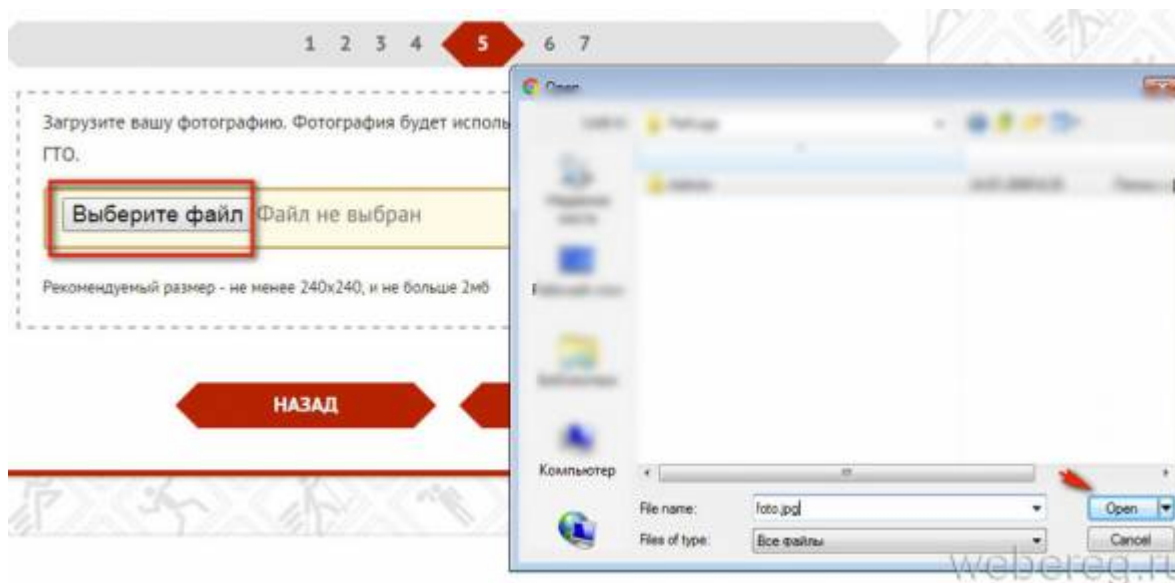 1 2 3 4 5 6 7
Загрузите вашу фотографию. Фотография будет исполь
ГТО.
Выберите файл Файл не выбран
Рекомендуемый размер - не менее 240x240, и не больше 2мб
НАЗАД
Open
Компьютер
File name: foto.jpg Open
Files of type: Все файлы Cancel
webereg.ru